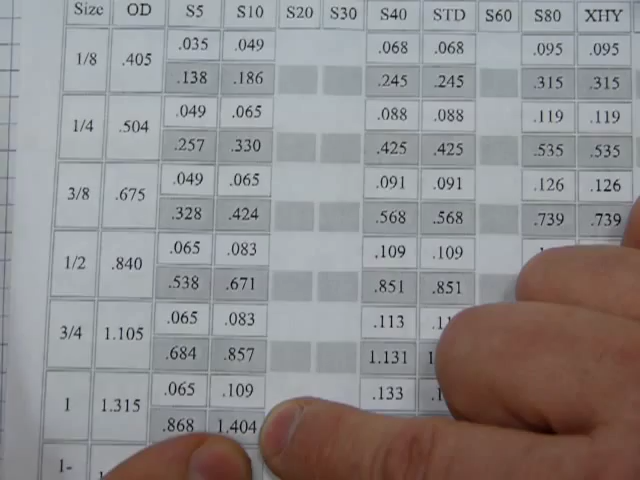 Size OD S5 S10 S20 S30 S40 STD S60 S80 XHY
1/8 .405 .035 .049 .068 .068 .095 .095
.138 .186 .245 .245 .315 .315
1/4 .504 .049 .065 .088 .088 .119 .119
.257 .330 .425 .425 .535 .535
3/8 .675 .049 .065 .091 .091 .126 .126
.328 .424 .568 .568 .739 .739
1/2 .840 .065 .083 .109 .109
.538 .671 .851 .851
3/4 1.105 .065 .083 .113
.684 .857 1.131
1 1.315 .065 .109 .133
.868 1.404
1-